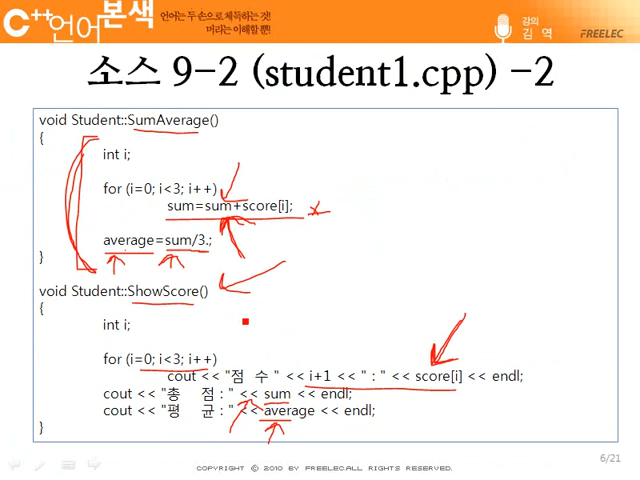 C++언어본색
언어는 두 손으로 체득하는 것!
머리는 이해할 뿐!
강의
김 역
FREELEC
소스 9-2 (student1.cpp) -2
void Student::SumAverage()
{
int i;
for (i=0; i<3; i++)
sum=sum+score[i];
average=sum/3.;
}
void Student::ShowScore()
{
int i;
for (i=0; i<3; i++)
cout << "점 수 " << i+1 << " : " << score[i] << endl;
cout << "총 점 : " << sum << endl;
cout << "평 균 : " << average << endl;
}
6/21
COPYRIGHT © 2010 BY FREELEC.ALL RIGHTS RESERVED.